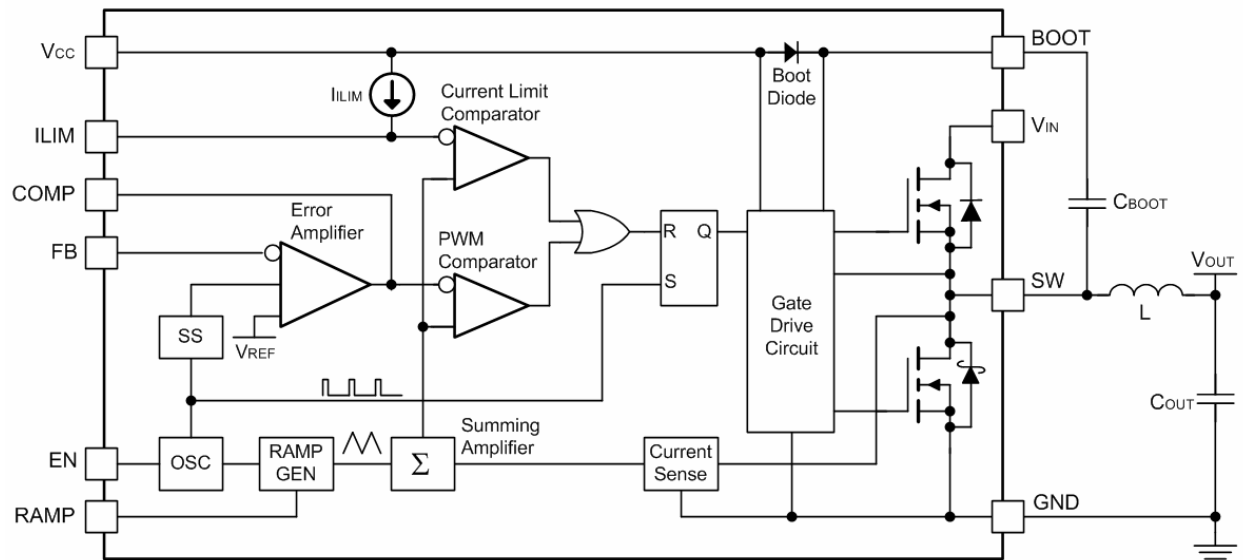 VCC
BOOT
Boot
Diode
IILIM
Current Limit
Comparator
VIN
ILIM
COMP
CBOOT
Error
Amplifier
FB
PWM
Comparator
R
Q
S
VOUT
SW
L
Gate
Drive
Circuit
SS
VREF
COUT
Summing
Amplifier
EN
OSC
RAMP
GEN
Σ
Current
Sense
RAMP
GND